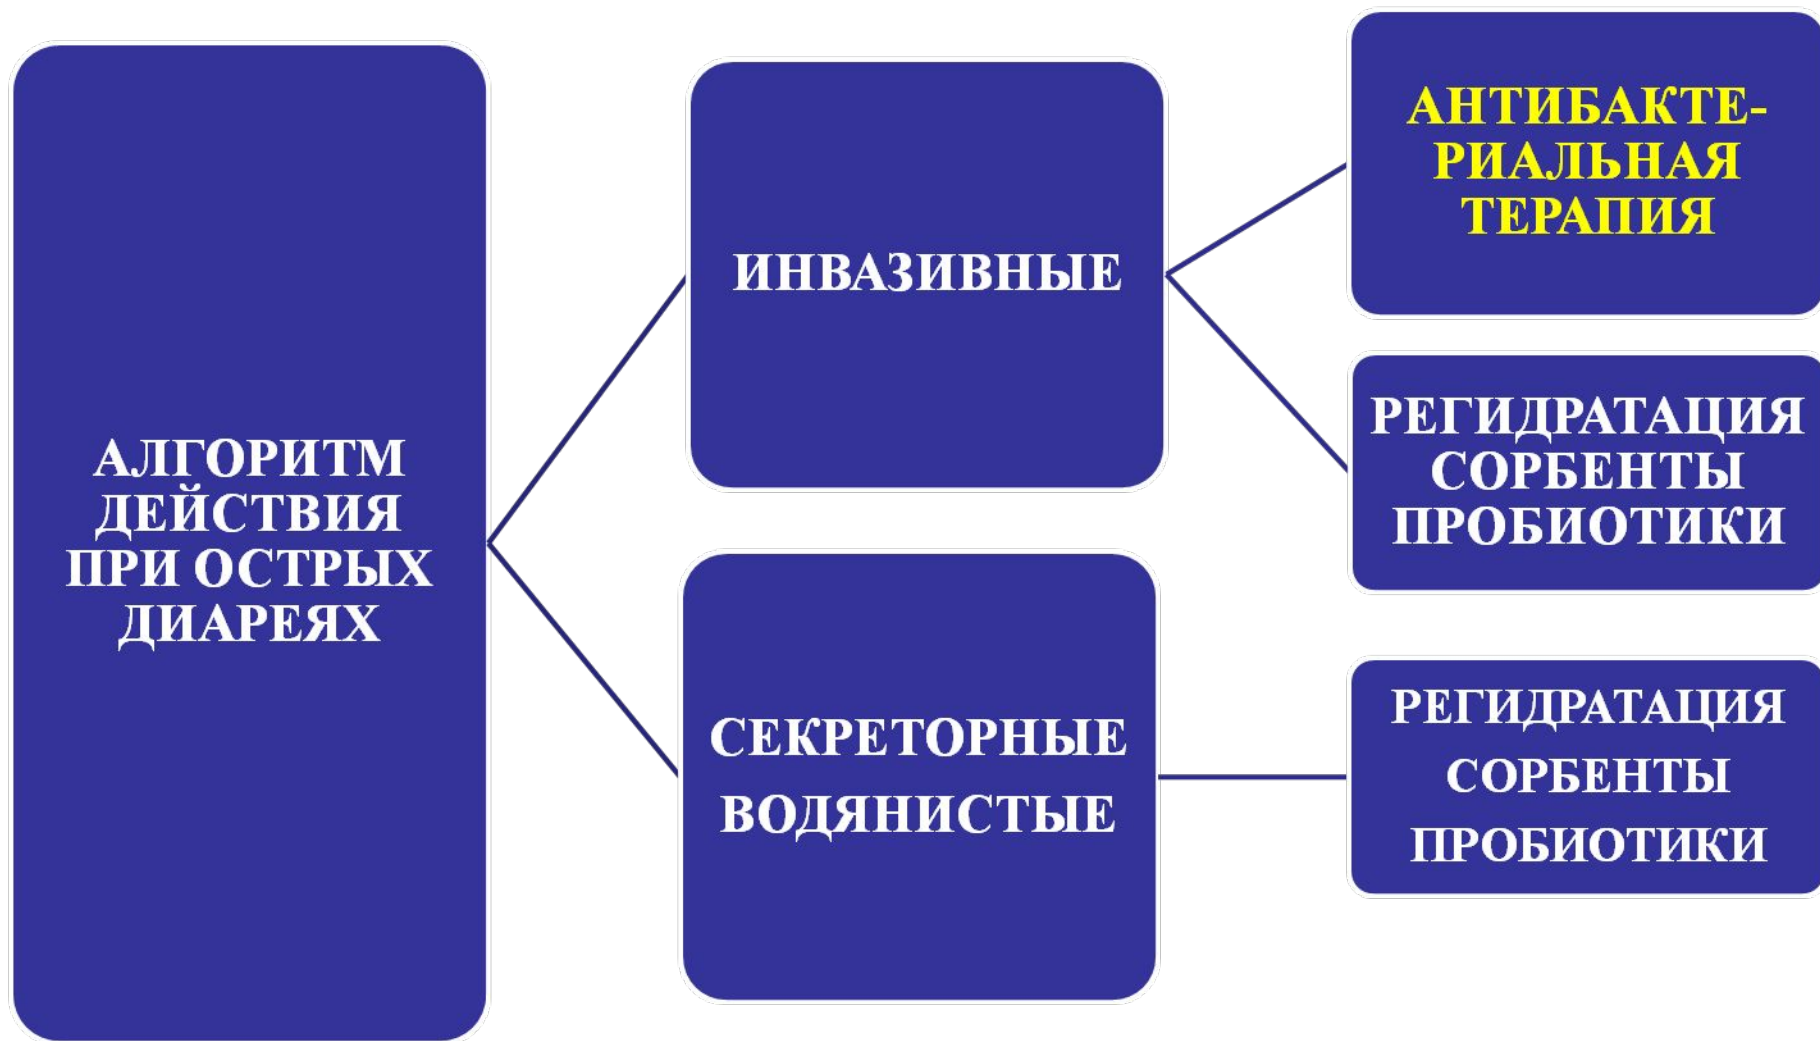 АЛГОРИТМ
ДЕЙСТВИЯ
ПРИ ОСТРЫХ
ДИАРЕЯХ
ИНВАЗИВНЫЕ
АНТИБАКТЕ-
РИАЛЬНАЯ
ТЕРАПИЯ
РЕГИДРАТАЦИЯ
СОРБЕНТЫ
ПРОБИОТИКИ
СЕКРЕТОРНЫЕ
ВОДЯНИСТЫЕ
РЕГИДРАТАЦИЯ
СОРБЕНТЫ
ПРОБИОТИКИ